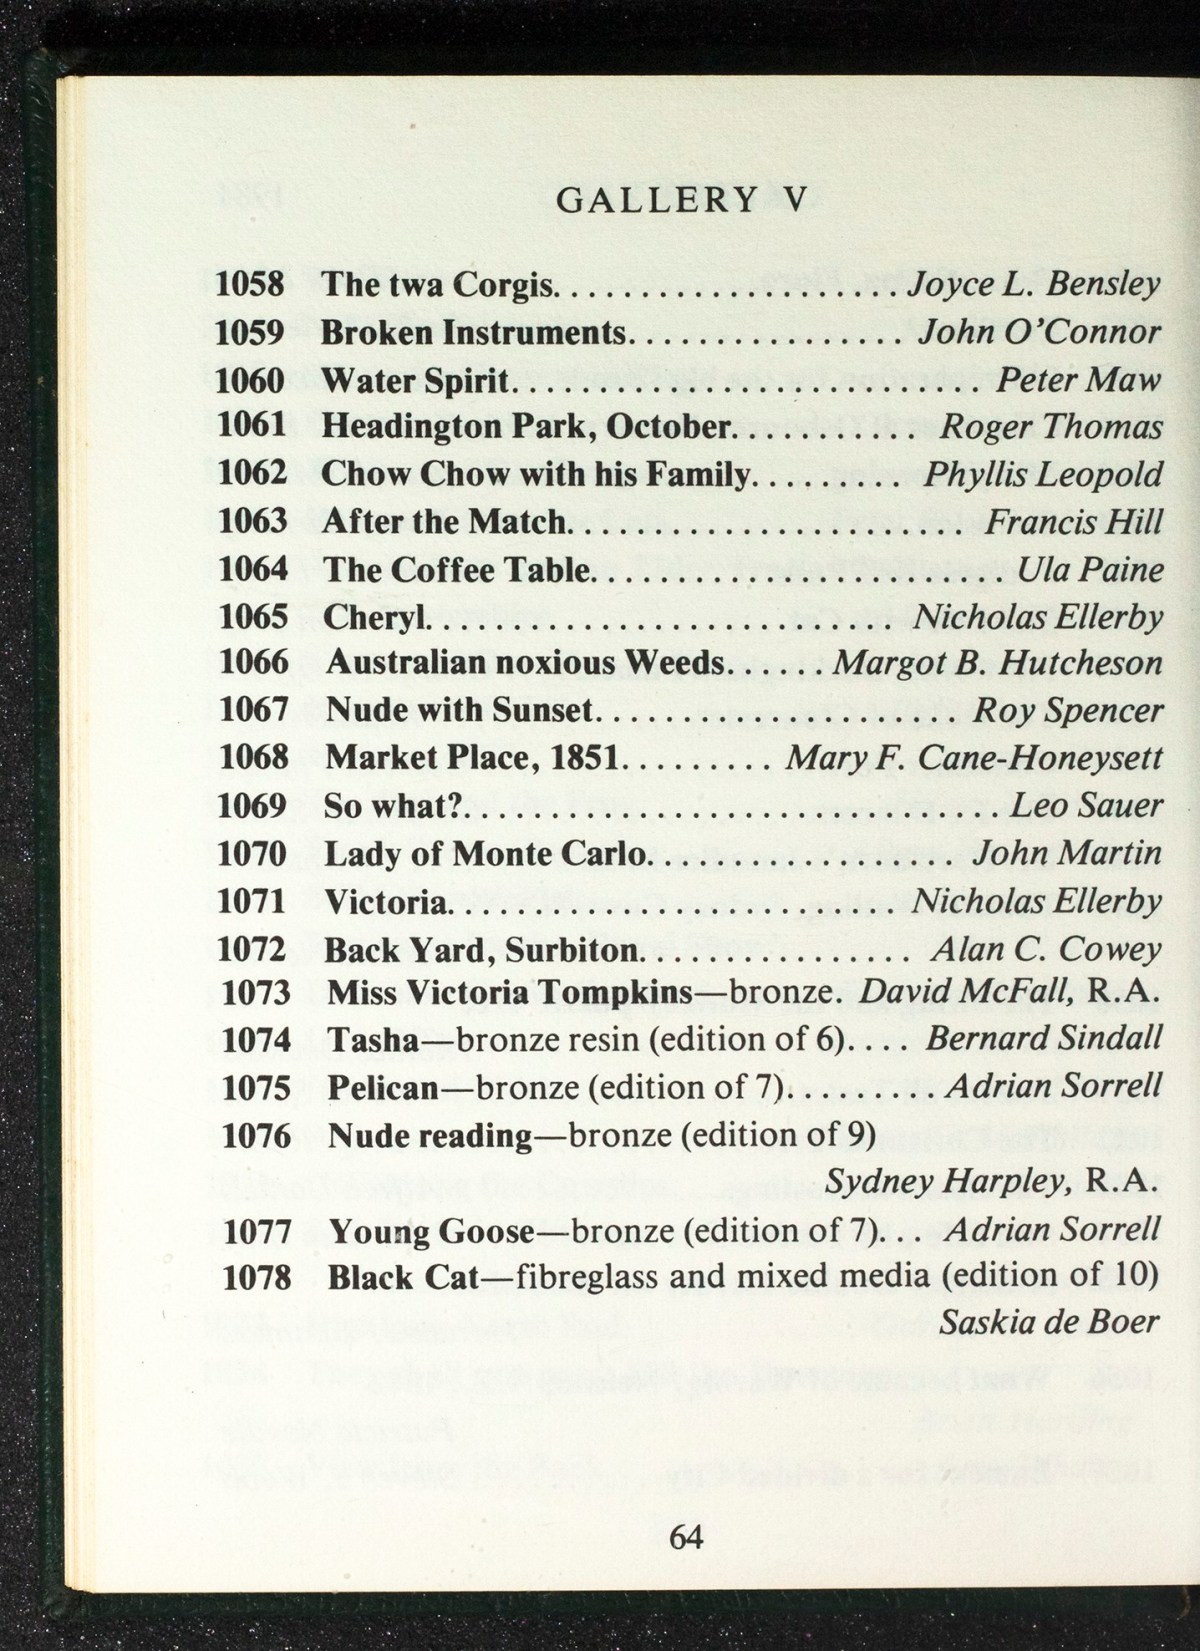 GALLERY V
1058 The twa Corgis. . . . . . . . . . . . . . . . . . . . Joyce L. Bensley
1059 Broken Instruments. . . . . . . . . . . . . . . . John O’Connor
1060 Water Spirit. . . . . . . . . . . . . . . . . . . . . . . . . . . Peter Maw
1061 Headington Park, October. . . . . . . . . . . Roger Thomas
1062 Chow Chow with his Family. . . . . . . . . Phyllis Leopold
1063 After the Match. . . . . . . . . . . . . . . . . . . . . . . Francis Hill
1064 The Coffee Table. . . . . . . . . . . . . . . . . . . . . . . . Ula Paine
1065 Cheryl. . . . . . . . . . . . . . . . . . . . . . . . . . . Nicholas Ellerby
1066 Australian noxious Weeds. . . . . . Margot B. Hutcheson
1067 Nude with Sunset. . . . . . . . . . . . . . . . . . . . . Roy Spencer
1068 Market Place, 1851. . . . . . . . . Mary F. Cane-Honeysett
1069 So what?. . . . . . . . . . . . . . . . . . . . . . . . . . . . . . . Leo Sauer
1070 Lady of Monte Carlo. . . . . . . . . . . . . . . . . . John Martin
1071 Victoria. . . . . . . . . . . . . . . . . . . . . . . . . . Nicholas Ellerby
1072 Back Yard, Surbiton. . . . . . . . . . . . . . . . Alan C. Cowey
1073 Miss Victoria Tompkins—bronze. David McFall, R.A.
1074 Tasha—bronze resin (edition of 6). . . . Bernard Sindall
1075 Pelican—bronze (edition of 7). . . . . . . . . Adrian Sorrell
1076 Nude reading—bronze (edition of 9)
Sydney Harpley, R.A.
1077 Young Goose—bronze (edition of 7). . . Adrian Sorrell
1078 Black Cat—fibreglass and mixed media (edition of 10)
Saskia de Boer
64